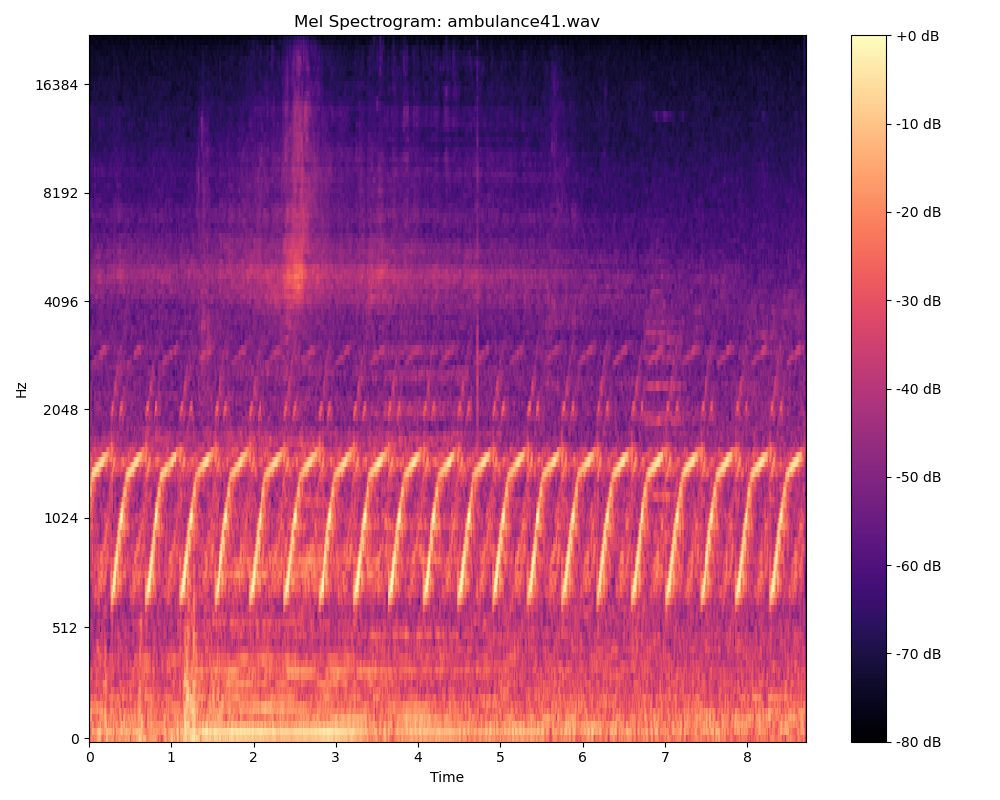 Mel Spectrogram: ambulance41.wav
Hz
16384
8192
4096
2048
1024
512
0
0 1 2 3 4 5 6 7 8
Time
+0 dB
-10 dB
-20 dB
-30 dB
-40 dB
-50 dB
-60 dB
-70 dB
-80 dB